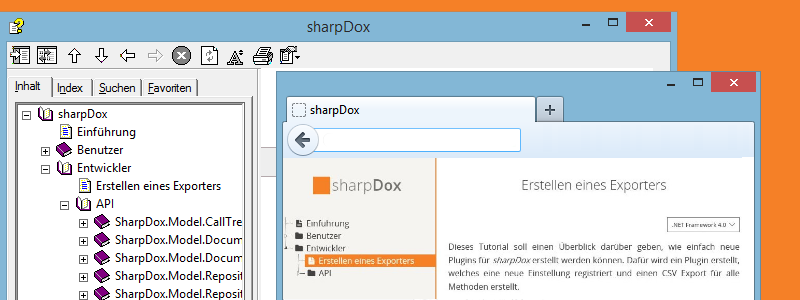 sharpDox
Inhalt Index Suchen Favoriten
sharpDox
Einführung
Benutzer
Entwickler
Erstellen eines Exporters
API
SharpDox.Model.CallTre
SharpDox.Model.Docum
SharpDox.Model.Docum
SharpDox.Model.Reposit
SharpDox.Model.Reposit
sharpDox
sharpDox
Einführung
Benutzer
Entwickler
Erstellen eines Exporters
API
Erstellen eines Exporters
.NET Framework 4.0
Dieses Tutorial soll einen Überblick darüber geben, wie einfach neue
Plugins für sharpDox erstellt werden können. Dafür wird ein Plugin erstellt,
welches eine neue Einstellung registriert und einen CSV Export für alle
Methoden erstellt.